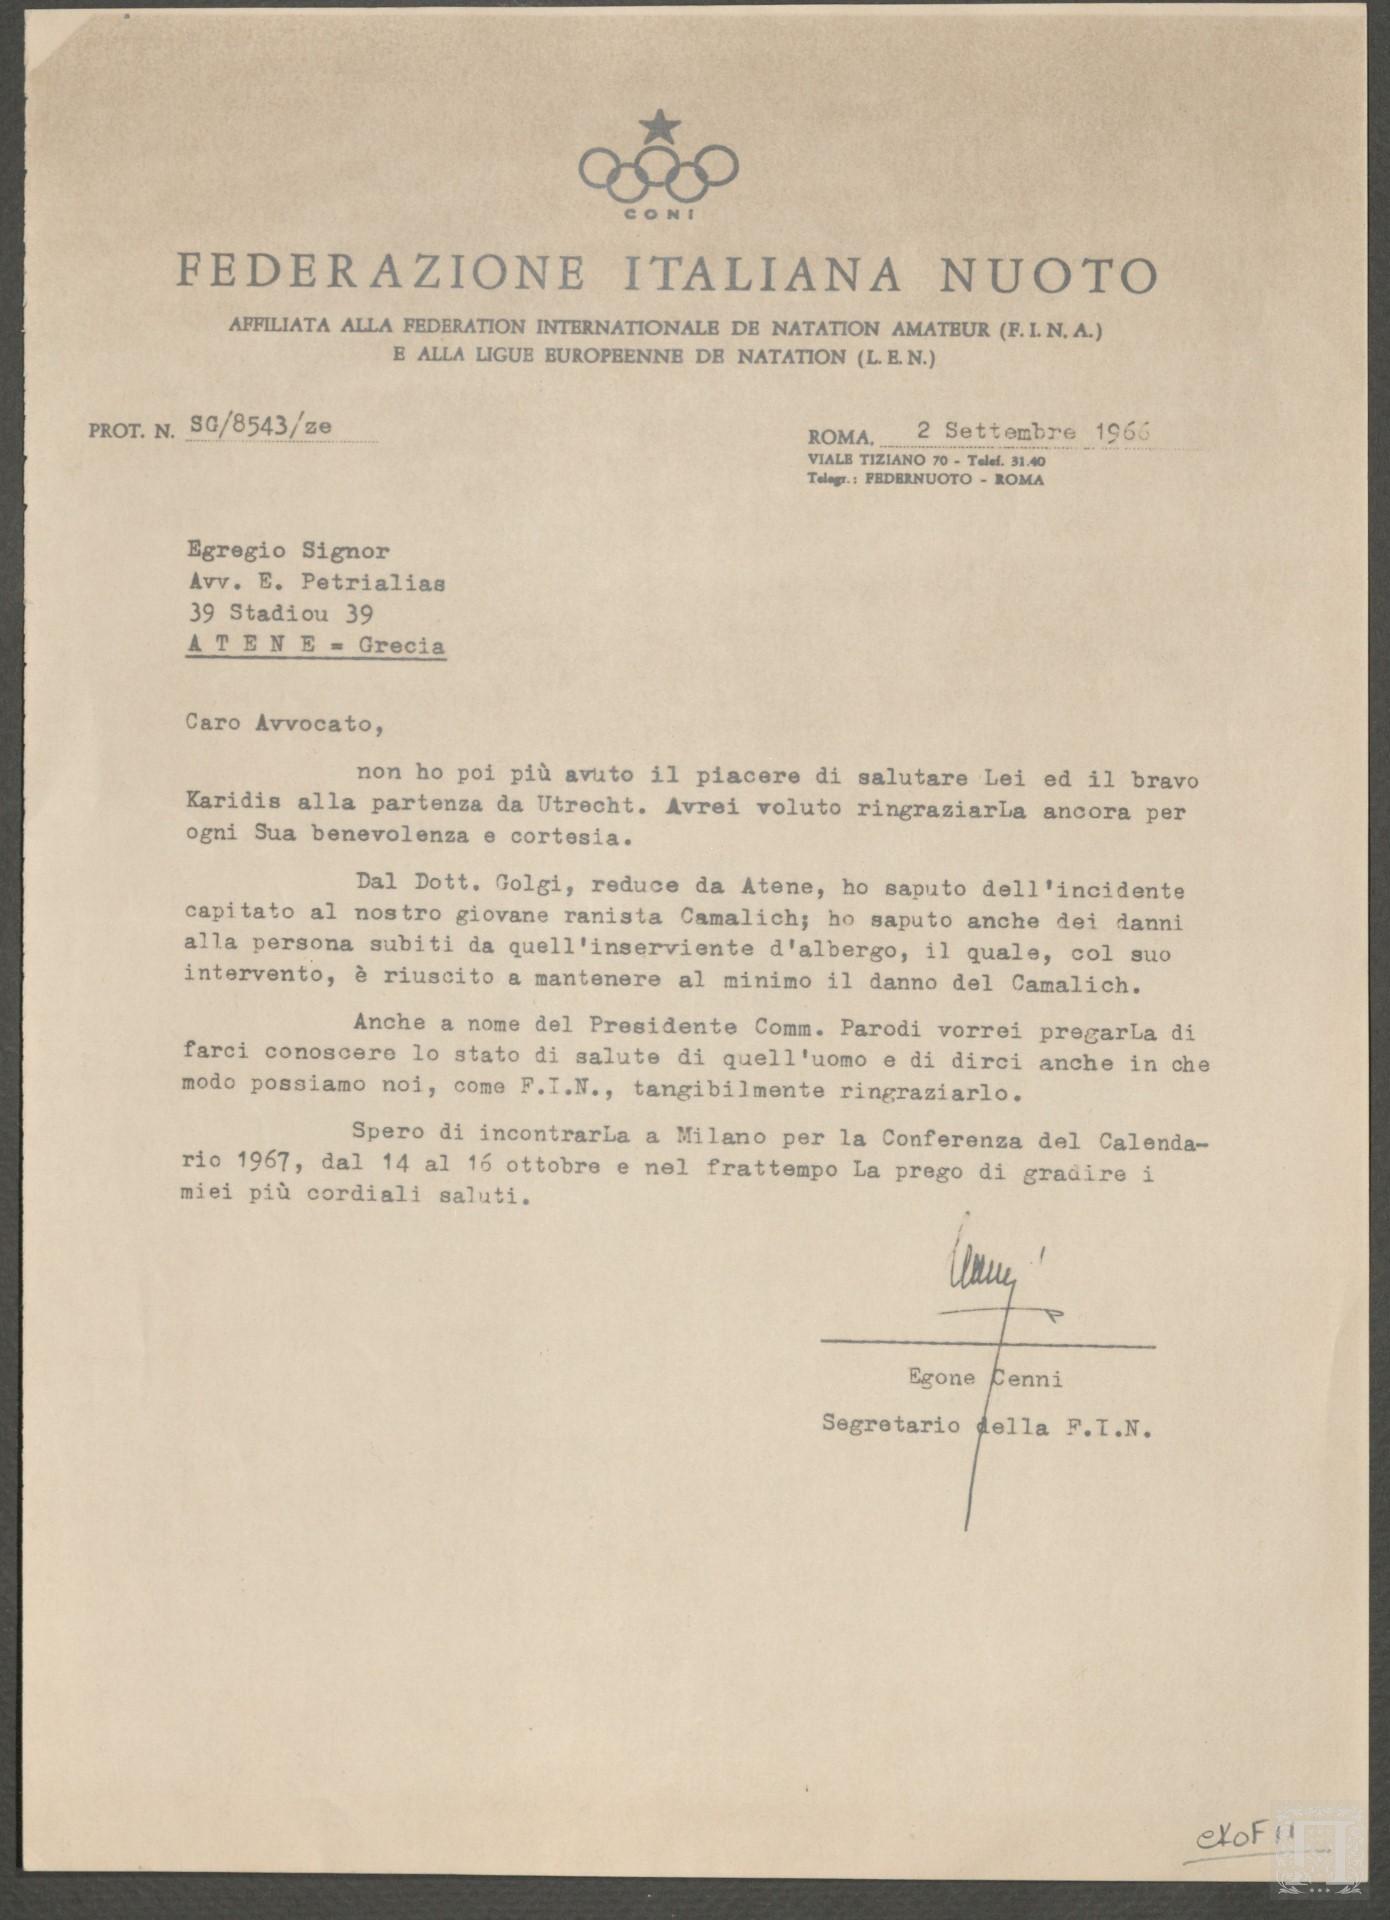 CONI
FEDERAZIONE ITALIANA NUOTO
AFFILIATA ALLA FEDERATION INTERNATIONALE DE NATATION AMATEUR (F. I. N. A.)
E ALLA LIGUE EUROPEENNE DE NATATION (L. E. N.)
PROT. N. SG/8543/ze
ROMA, 2 Settembre 1966
VIALE TIZIANO 70 - Telef. 31.40
Telegr.: FEDERNUOTO - ROMA
Egregio Signor
Avv. E. Petrialias
39 Stadiou 39
A T E N E = Grecia
Caro Avvocato,
non ho poi più avuto il piacere di salutare Lei ed il bravo
Karidis alla partenza da Utrecht. Avrei voluto ringraziarLa ancora per
ogni Sua benevolenza e cortesia.
Dal Dott. Golgi, reduce da Atene, ho saputo dell'incidente
capitato al nostro giovane ranista Camalich; ho saputo anche dei danni
alla persona subiti da quell'inserviente d'albergo, il quale, col suo
intervento, è riuscito a mantenere al minimo il danno del Camalich.
Anche a nome del Presidente Comm. Parodi vorrei pregarLa di
farci conoscere lo stato di salute di quell'uomo e di dirci anche in che
modo possiamo noi, come F.I.N., tangibilmente ringraziarlo.
Spero di incontrarLa a Milano per la Conferenza del Calenda-
rio 1967, dal 14 al 16 ottobre e nel frattempo La prego di gradire i
miei più cordiali saluti.
Cenni
Egone Cenni
Segretario della F.I.N.